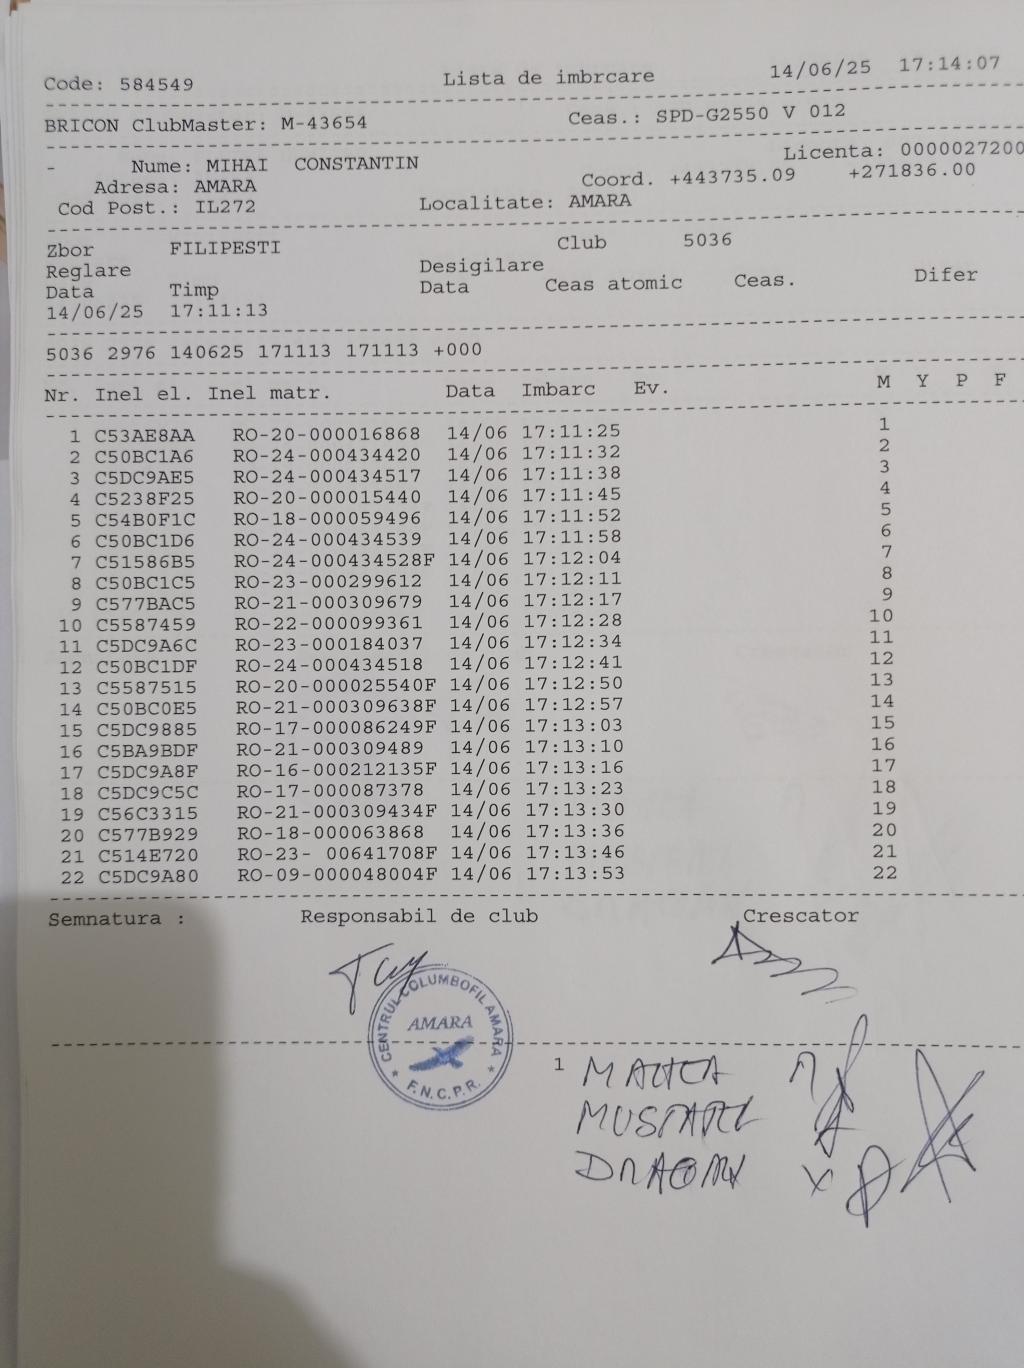 Code: 584549 Lista de imbrcare 14/06/25 17:14:07
BRICON ClubMaster: M-43654 Ceas.: SPD-G2550 V 012
- Nume: MIHAI CONSTANTIN Licenta: 0000027200
Adresa: AMARA Coord. +443735.09 +271836.00
Cod Post.: IL272 Localitate: AMARA
Zbor FILIPESTI Club 5036
Reglare Desigilare
Data Timp Data Ceas atomic Ceas. Difer
14/06/25 17:11:13
5036 2976 140625 171113 171113 +000
Nr. Inel el. Inel matr. Data Imbarc Ev. M Y P F
1 C53AE8AA RO-20-000016868 14/06 17:11:25 1
2 C50BC1A6 RO-24-000434420 14/06 17:11:32 2
3 C5DC9AE5 RO-24-000434517 14/06 17:11:38 3
4 C5238F25 RO-20-000015440 14/06 17:11:45 4
5 C54B0F1C RO-18-000059496 14/06 17:11:52 5
6 C50BC1D6 RO-24-000434539 14/06 17:11:58 6
7 C51586B5 RO-24-000434528F 14/06 17:12:04 7
8 C50BC1C5 RO-23-000299612 14/06 17:12:11 8
9 C577BAC5 RO-21-000309679 14/06 17:12:17 9
10 C5587459 RO-22-000099361 14/06 17:12:28 10
11 C5DC9A6C RO-23-000184037 14/06 17:12:34 11
12 C50BC1DF RO-24-000434518 14/06 17:12:41 12
13 C5587515 RO-20-000025540F 14/06 17:12:50 13
14 C50BC0E5 RO-21-000309638F 14/06 17:12:57 14
15 C5DC9885 RO-17-000086249F 14/06 17:13:03 15
16 C5BA9BDF RO-21-000309489 14/06 17:13:10 16
17 C5DC9A8F RO-16-000212135F 14/06 17:13:16 17
18 C5DC9C5C RO-17-000087378 14/06 17:13:23 18
19 C56C3315 RO-21-000309434F 14/06 17:13:30 19
20 C577B929 RO-18-000063868 14/06 17:13:36 20
21 C514E720 RO-23- 00641708F 14/06 17:13:46 21
22 C5DC9A80 RO-09-000048004F 14/06 17:13:53 22
Semnatura : Responsabil de club Crescator
CENTRUL COLUMBOFIL AMARA
AMARA
* F.N.C.P.R. *
1